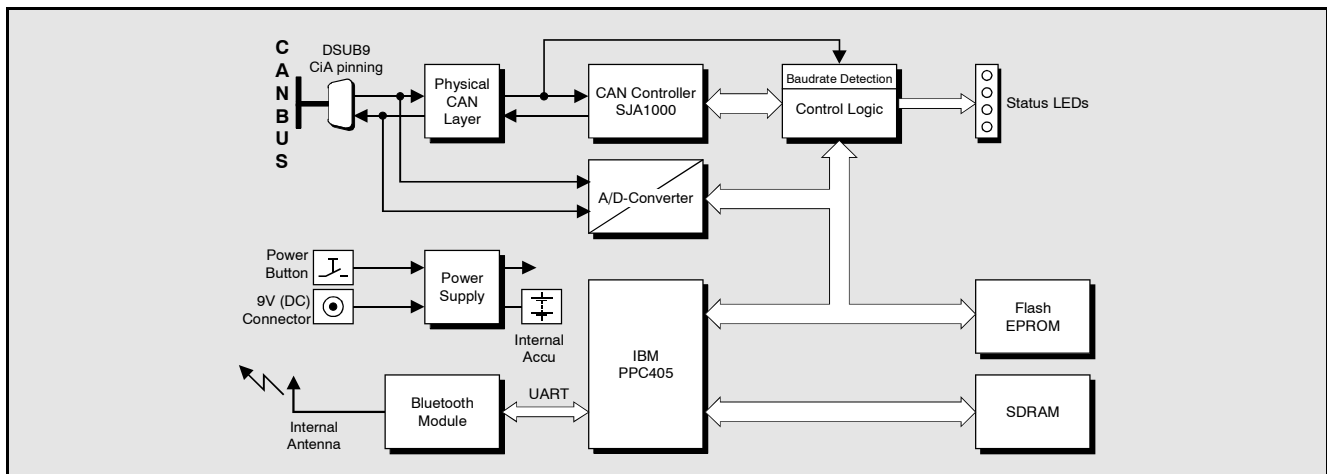 CANBUS
DSUB9
CiA pinning
Physical
CAN
Layer
CAN Controller
SJA1000
Baudrate Detection
Control Logic
Status LEDs
A/D-Converter
Power
Button
9V (DC)
Connector
Power
Supply
Internal
Accu
IBM
PPC405
Flash
EPROM
UART
Bluetooth
Module
Internal
Antenna
SDRAM